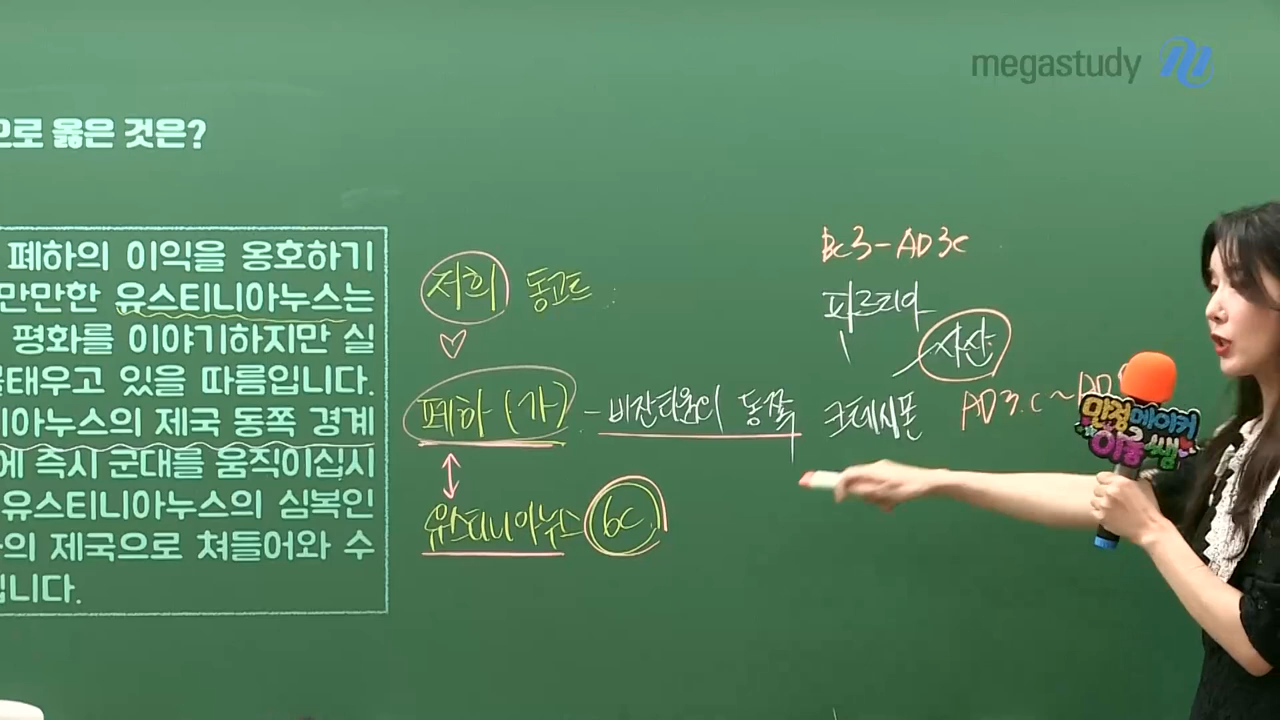 megastudy
으로 옳은 것은?
폐하의 이익을 옹호하기
만만한 유스티니아누스는
평화를 이야기하지만 실
불태우고 있을 따름입니다.
니아누스의 제국 동쪽 경계
에 즉시 군대를 움직이십시
유스티니아누스의 심복인
의 제국으로 쳐들어와 수
입니다.
저희 동고트
폐하 (가) - 비잔티움의 동쪽
유스티니아누스 6C
BC3-AD3C
파르티아
사산
크테시폰
AD3.C~AD
만점메이커
이다쌤